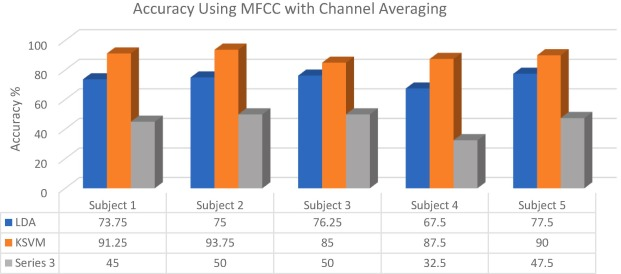 Accuracy Using MFCC with Channel Averaging
Accuracy %
100
80
60
40
20
0
Subject 1 Subject 2 Subject 3 Subject 4 Subject 5
LDA 73.75 75 76.25 67.5 77.5
KSVM 91.25 93.75 85 87.5 90
Series 3 45 50 50 32.5 47.5